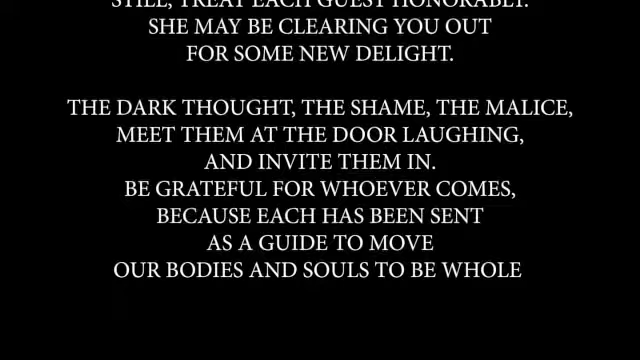 STILL, TREAT EACH GUEST HONORABLY.
SHE MAY BE CLEARING YOU OUT
FOR SOME NEW DELIGHT.
THE DARK THOUGHT, THE SHAME, THE MALICE,
MEET THEM AT THE DOOR LAUGHING,
AND INVITE THEM IN.
BE GRATEFUL FOR WHOEVER COMES,
BECAUSE EACH HAS BEEN SENT
AS A GUIDE TO MOVE
OUR BODIES AND SOULS TO BE WHOLE